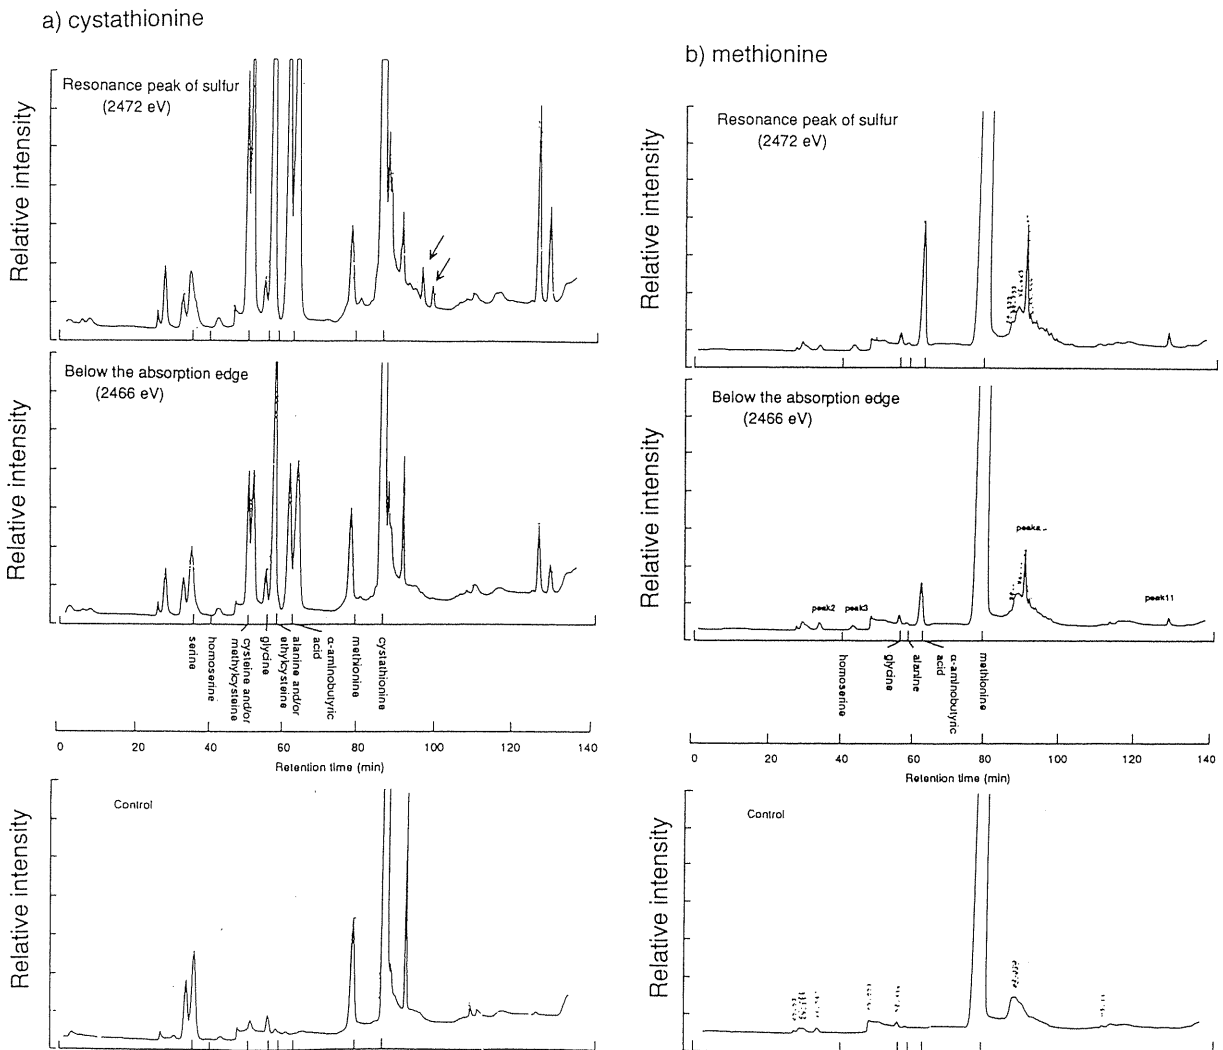 a) cystathionine
Relative intensity
Resonance peak of sulfur
(2472 eV)
Relative intensity
Below the absorption edge
(2466 eV)
serine
homoserine
cysteine and/or
methylcysteine
glycine
ethylcysteine
alanine and/or
α-aminobutyric
acid
methionine
cystathionine
0 20 40 60 80 100 120 140
Retention time (min)
Relative intensity
Control
b) methionine
Relative intensity
Resonance peak of sulfur
(2472 eV)
Relative intensity
Below the absorption edge
(2466 eV)
peak2
peak3
peak11
homoserine
glycine
alanine
α-aminobutyric
acid
methionine
0 20 40 60 80 100 120 140
Retention time (min)
Relative intensity
Control